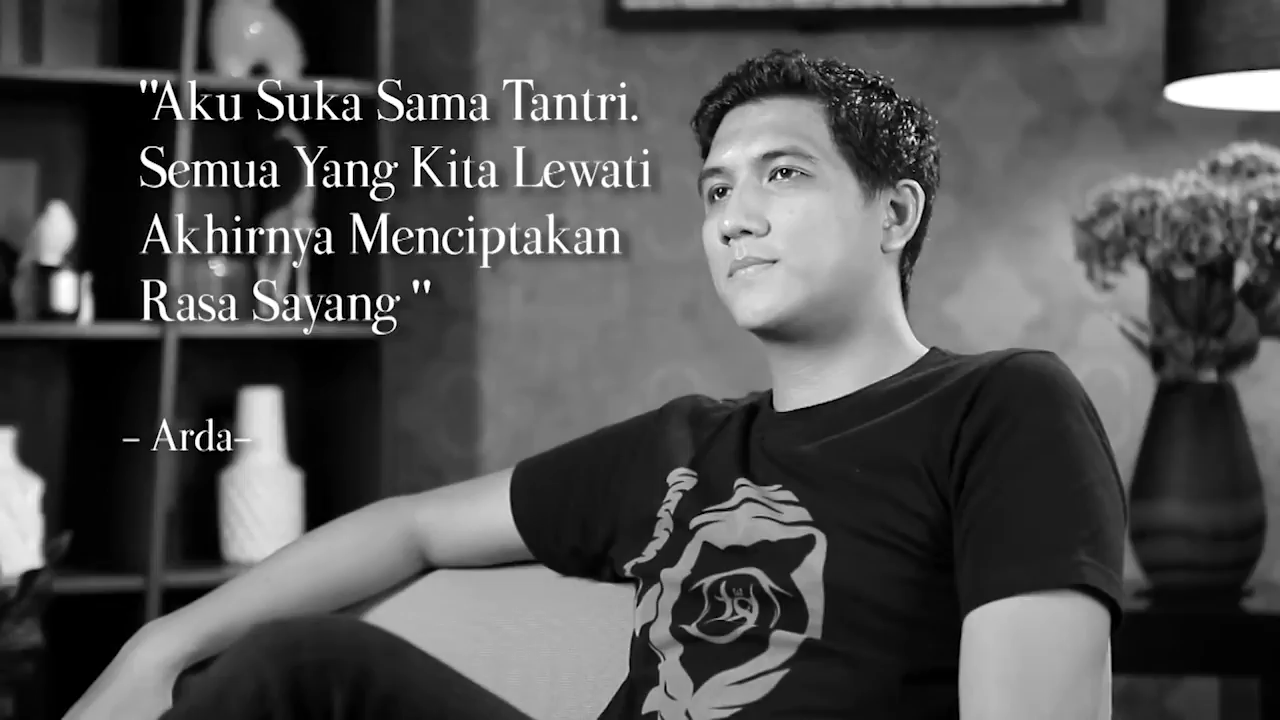 "Aku Suka Sama Tantri.
Semua Yang Kita Lewati
Akhirnya Menciptakan
Rasa Sayang "
- Arda-